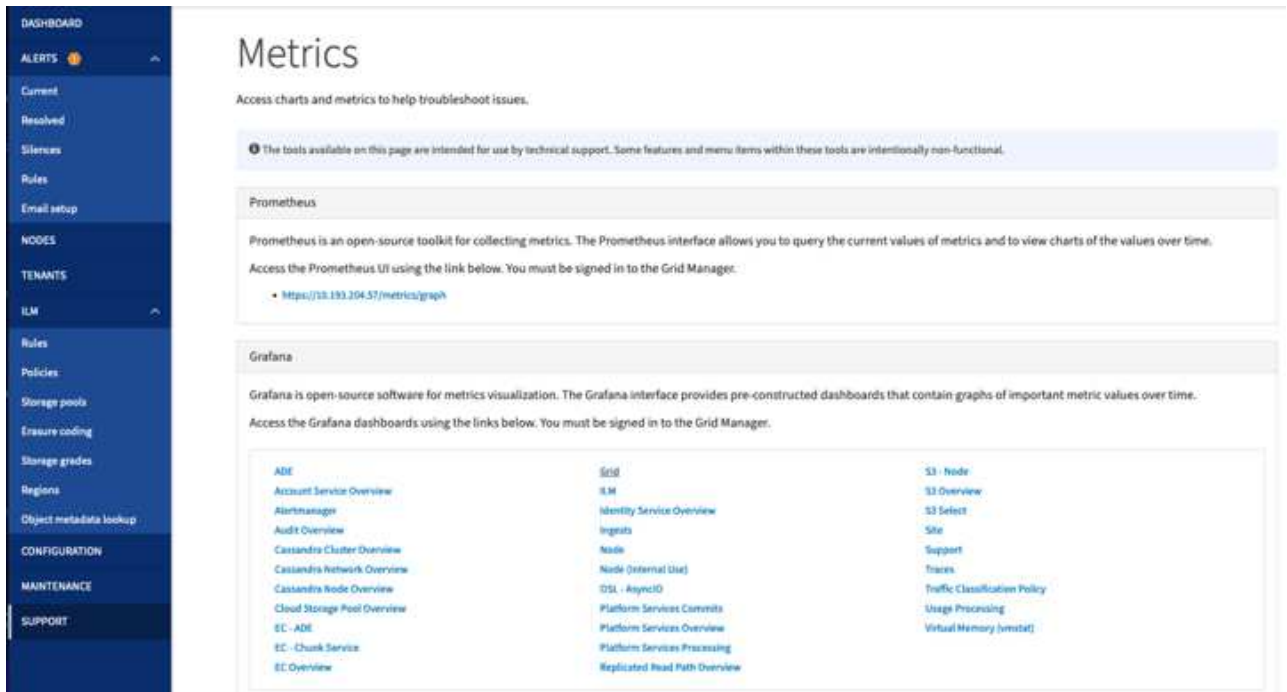 DASHBOARD
ALERTS
Current
Resolved
Silences
Rules
Email setup
NODES
TENANTS
ILM
Rules
Policies
Storage pools
Erasure coding
Storage grades
Regions
Object metadata lookup
CONFIGURATION
MAINTENANCE
SUPPORT
Metrics
Access charts and metrics to help troubleshoot issues.
The tools available on this page are intended for use by technical support. Some features and menu items within these tools are intentionally non-functional.
Prometheus
Prometheus is an open-source toolkit for collecting metrics. The Prometheus interface allows you to query the current values of metrics and to view charts of the values over time.
Access the Prometheus UI using the link below. You must be signed in to the Grid Manager.
• https://10.193.204.57/metrics/graph
Grafana
Grafana is open-source software for metrics visualization. The Grafana interface provides pre-constructed dashboards that contain graphs of important metric values over time.
Access the Grafana dashboards using the links below. You must be signed in to the Grid Manager.
ADE
Account Service Overview
Alertmanager
Audit Overview
Cassandra Cluster Overview
Cassandra Network Overview
Cassandra Node Overview
Cloud Storage Pool Overview
EC - ADE
EC - Chunk Service
EC Overview
Grid
ILM
Identity Service Overview
Ingests
Node
Node (Internal Use)
OSL - AsyncIO
Platform Services Commits
Platform Services Overview
Platform Services Processing
Replicated Read Path Overview
S3 - Node
S3 Overview
S3 Select
Site
Support
Traces
Traffic Classification Policy
Usage Processing
Virtual Memory (vmstat)